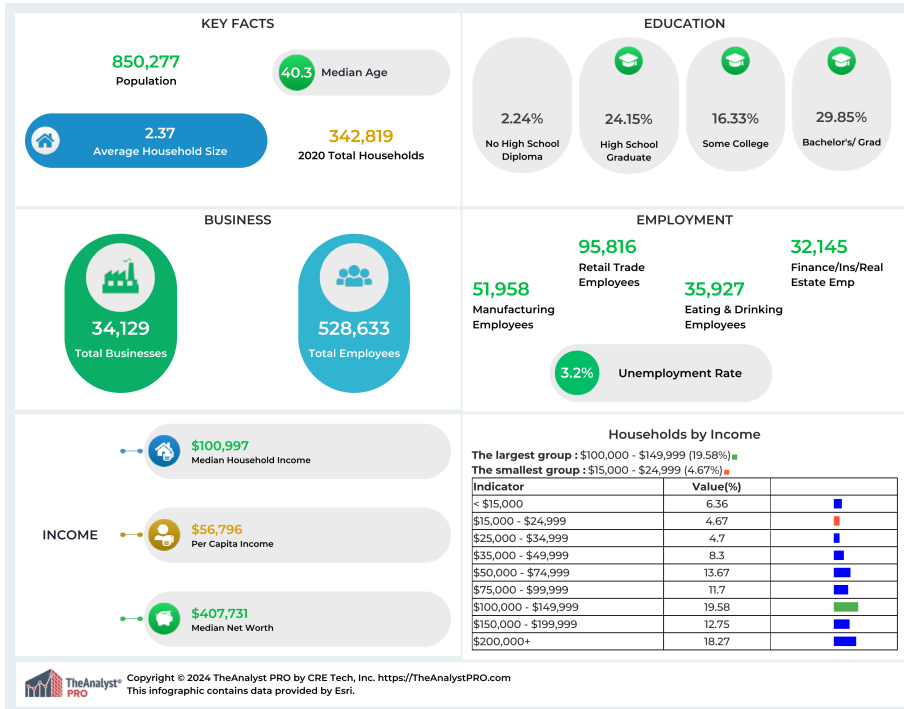 KEY FACTS
850,277
Population
40.3
Median Age
2.37
Average Household Size
342,819
2020 Total Households
EDUCATION
2.24%
No High School
Diploma
24.15%
High School
Graduate
16.33%
Some College
29.85%
Bachelor's/ Grad
BUSINESS
34,129
Total Businesses
528,633
Total Employees
EMPLOYMENT
51,958
Manufacturing
Employees
95,816
Retail Trade
Employees
35,927
Eating & Drinking
Employees
32,145
Finance/Ins/Real
Estate Emp
3.2%
Unemployment Rate
INCOME
$100,997
Median Household Income
$56,796
Per Capita Income
$407,731
Median Net Worth
Households by Income
The largest group : $100,000 - $149,999 (19.58%)
The smallest group : $15,000 - $24,999 (4.67%)
Indicator Value(%)
< $15,000 6.36
$15,000 - $24,999 4.67
$25,000 - $34,999 4.7
$35,000 - $49,999 8.3
$50,000 - $74,999 13.67
$75,000 - $99,999 11.7
$100,000 - $149,999 19.58
$150,000 - $199,999 12.75
$200,000+ 18.27
TheAnalyst®
PRO
Copyright © 2024 TheAnalyst PRO by CRE Tech, Inc. https://TheAnalystPRO.com
This infographic contains data provided by Esri.